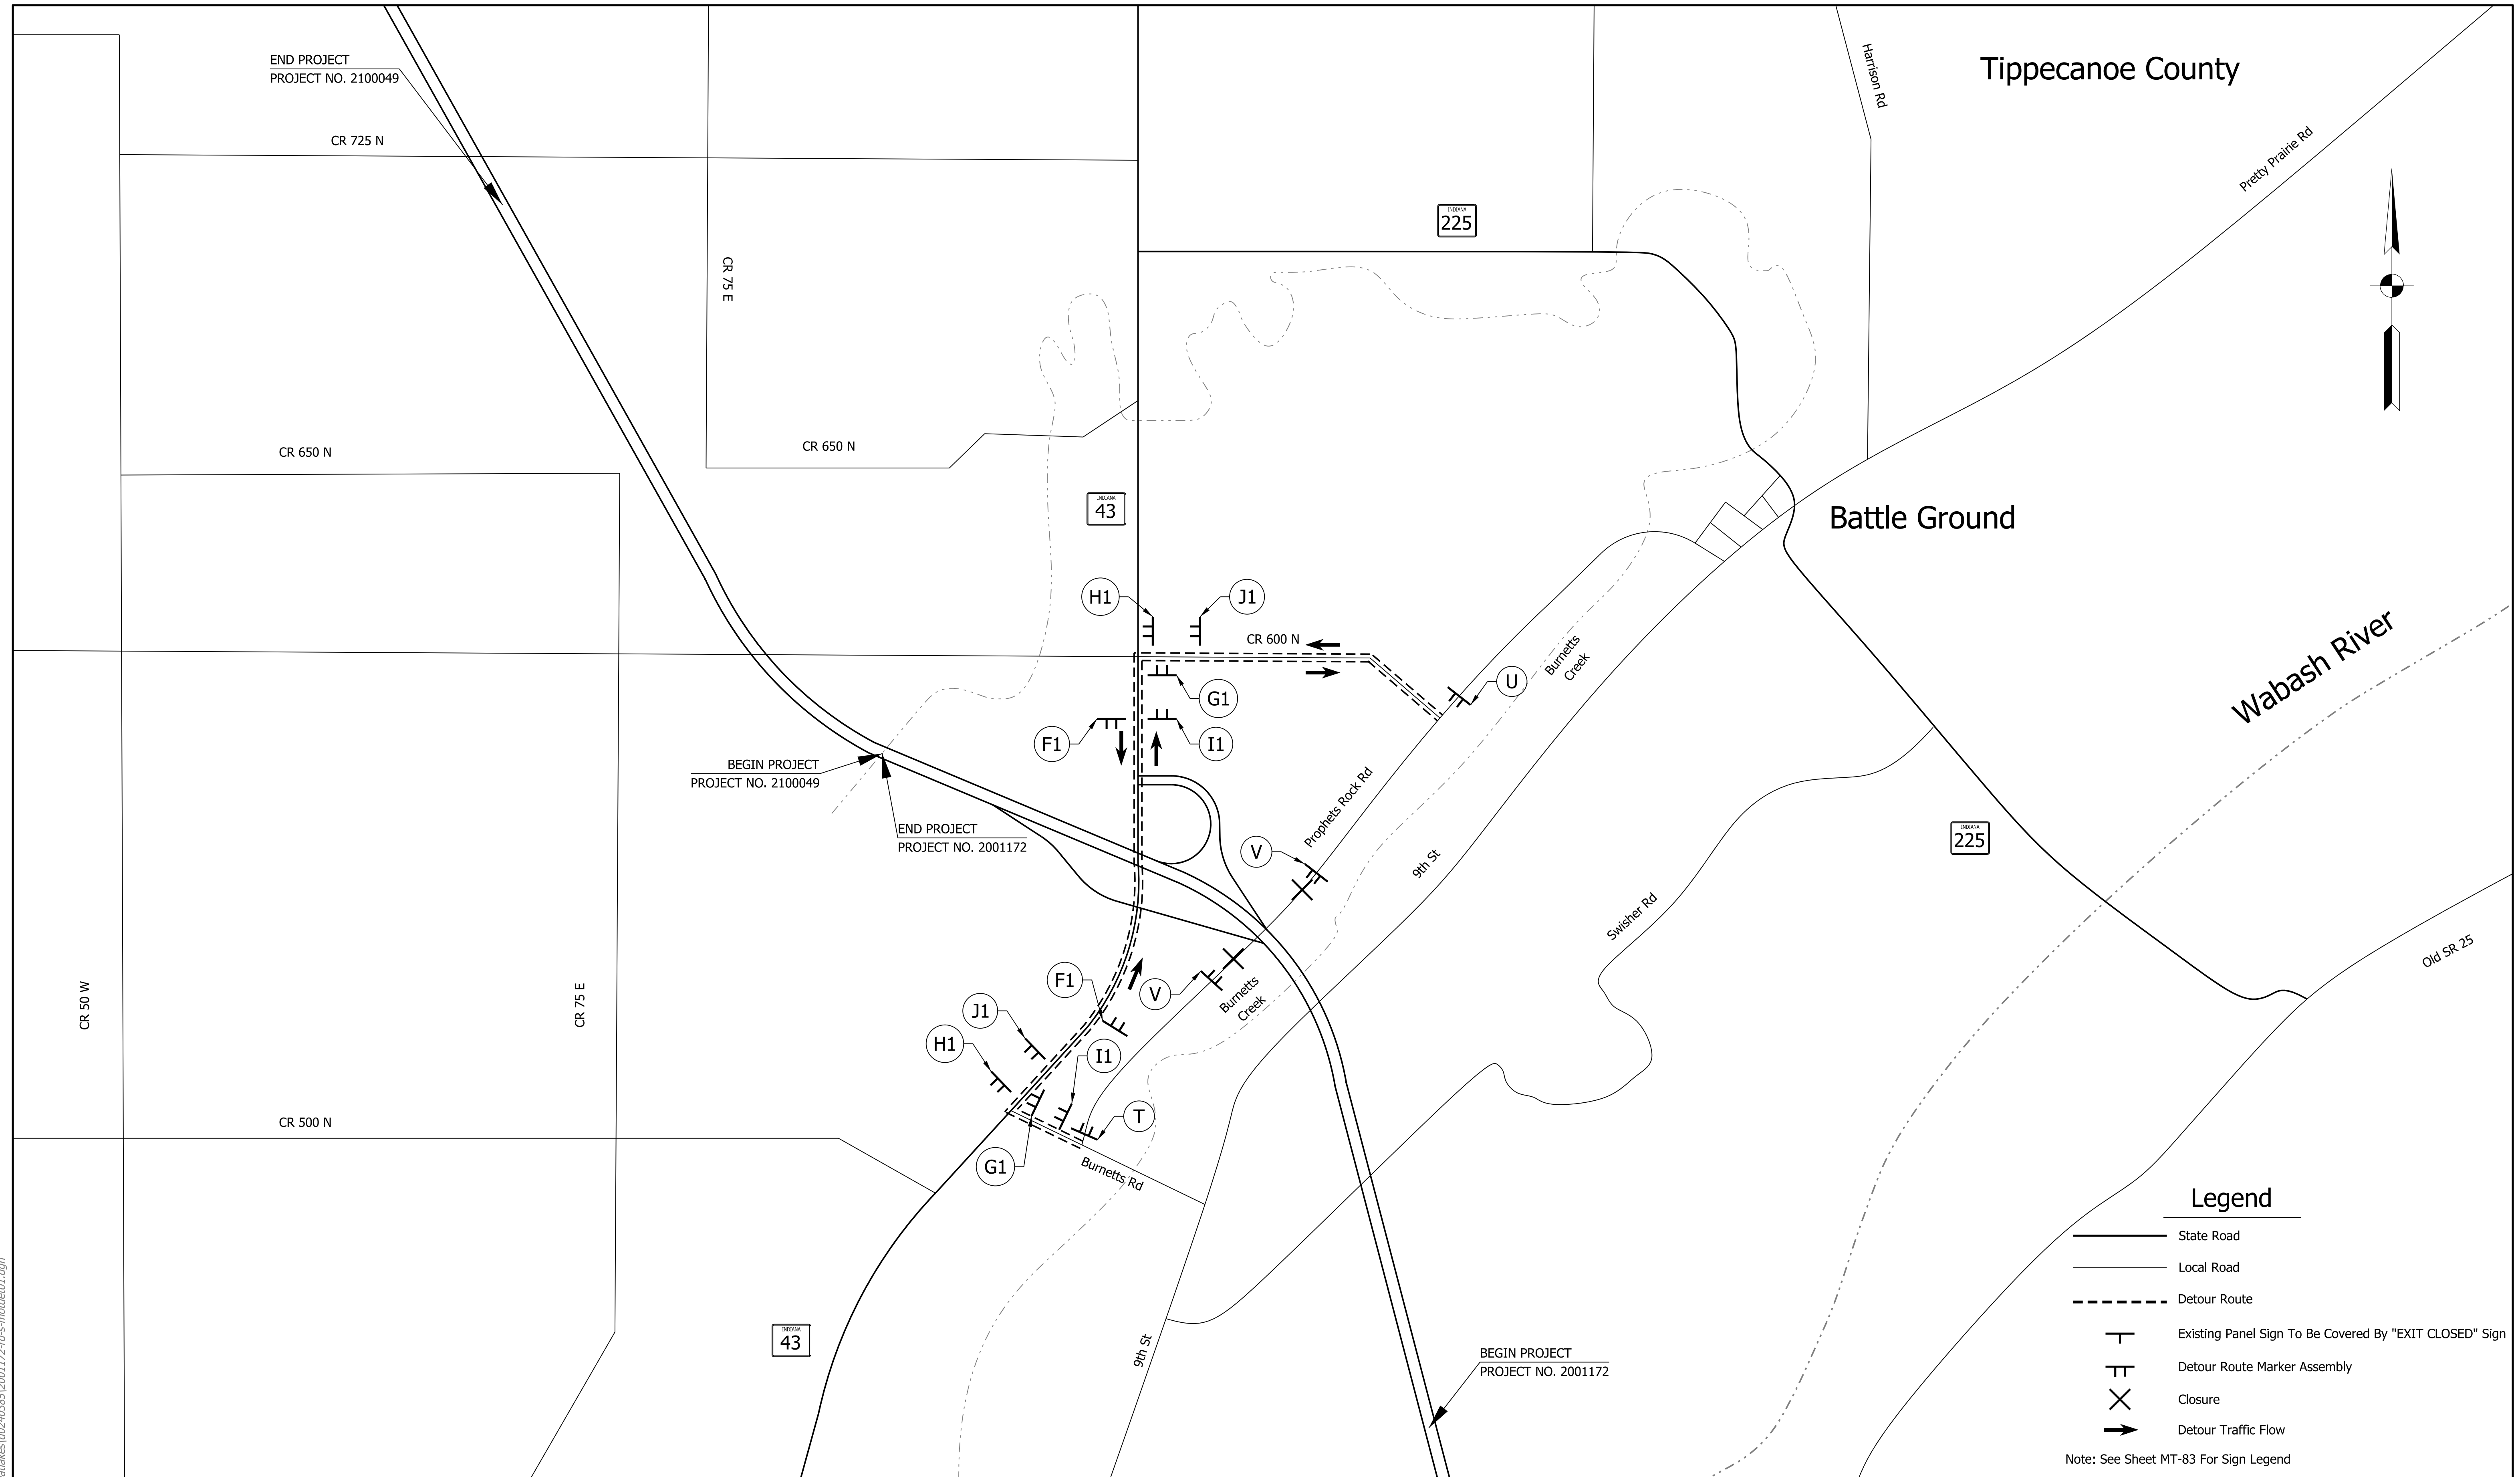 END PROJECT
PROJECT NO. 2100049
Harrison Rd
Tippecanoe County
CR 725 N
Pretty Prairie Rd
INDIANA
225
CR 75 E
CR 650 N
CR 650 N
INDIANA
43
Battle Ground
H1
J1
CR 600 N
Burnetts
Creek
Wabash River
U
G1
F1
I1
BEGIN PROJECT
PROJECT NO. 2100049
Prophets Rock Rd
END PROJECT
PROJECT NO. 2001172
V
9th St
INDIANA
225
Swisher Rd
Old SR 25
CR 50 W
CR 75 E
F1
V
Burnetts
Creek
J1
H1
I1
T
CR 500 N
G1
Burnetts Rd
INDIANA
43
9th St
BEGIN PROJECT
PROJECT NO. 2001172
Legend
State Road
Local Road
Detour Route
Existing Panel Sign To Be Covered By "EXIT CLOSED" Sign
Detour Route Marker Assembly
Closure
Detour Traffic Flow
Note: See Sheet MT-83 For Sign Legend